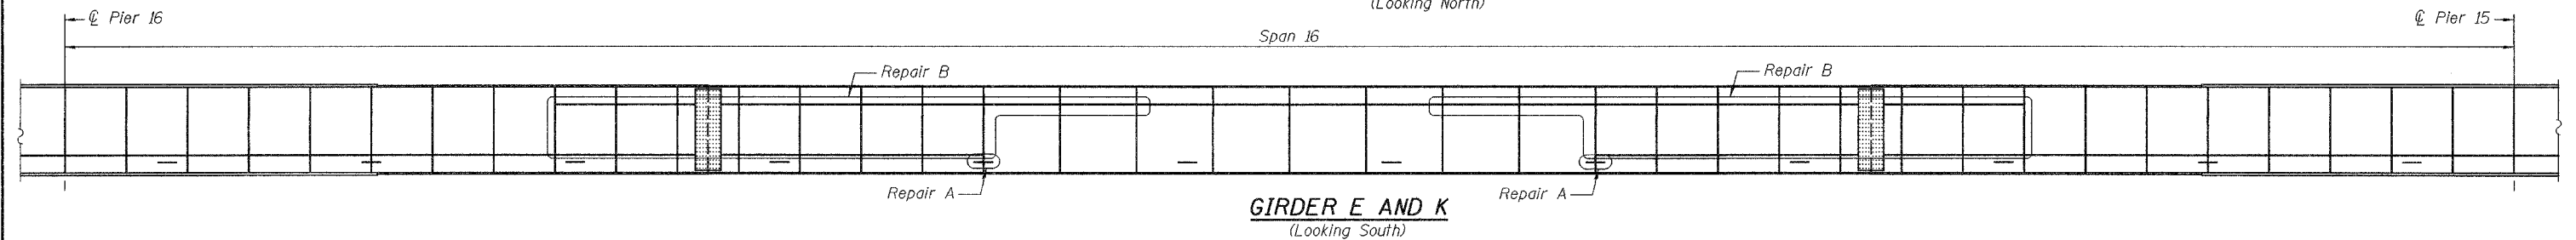 (Looking North)
℄ Pier 16
℄ Pier 15
Span 16
Repair B
Repair B
Repair A
Repair A
GIRDER E AND K
(Looking South)